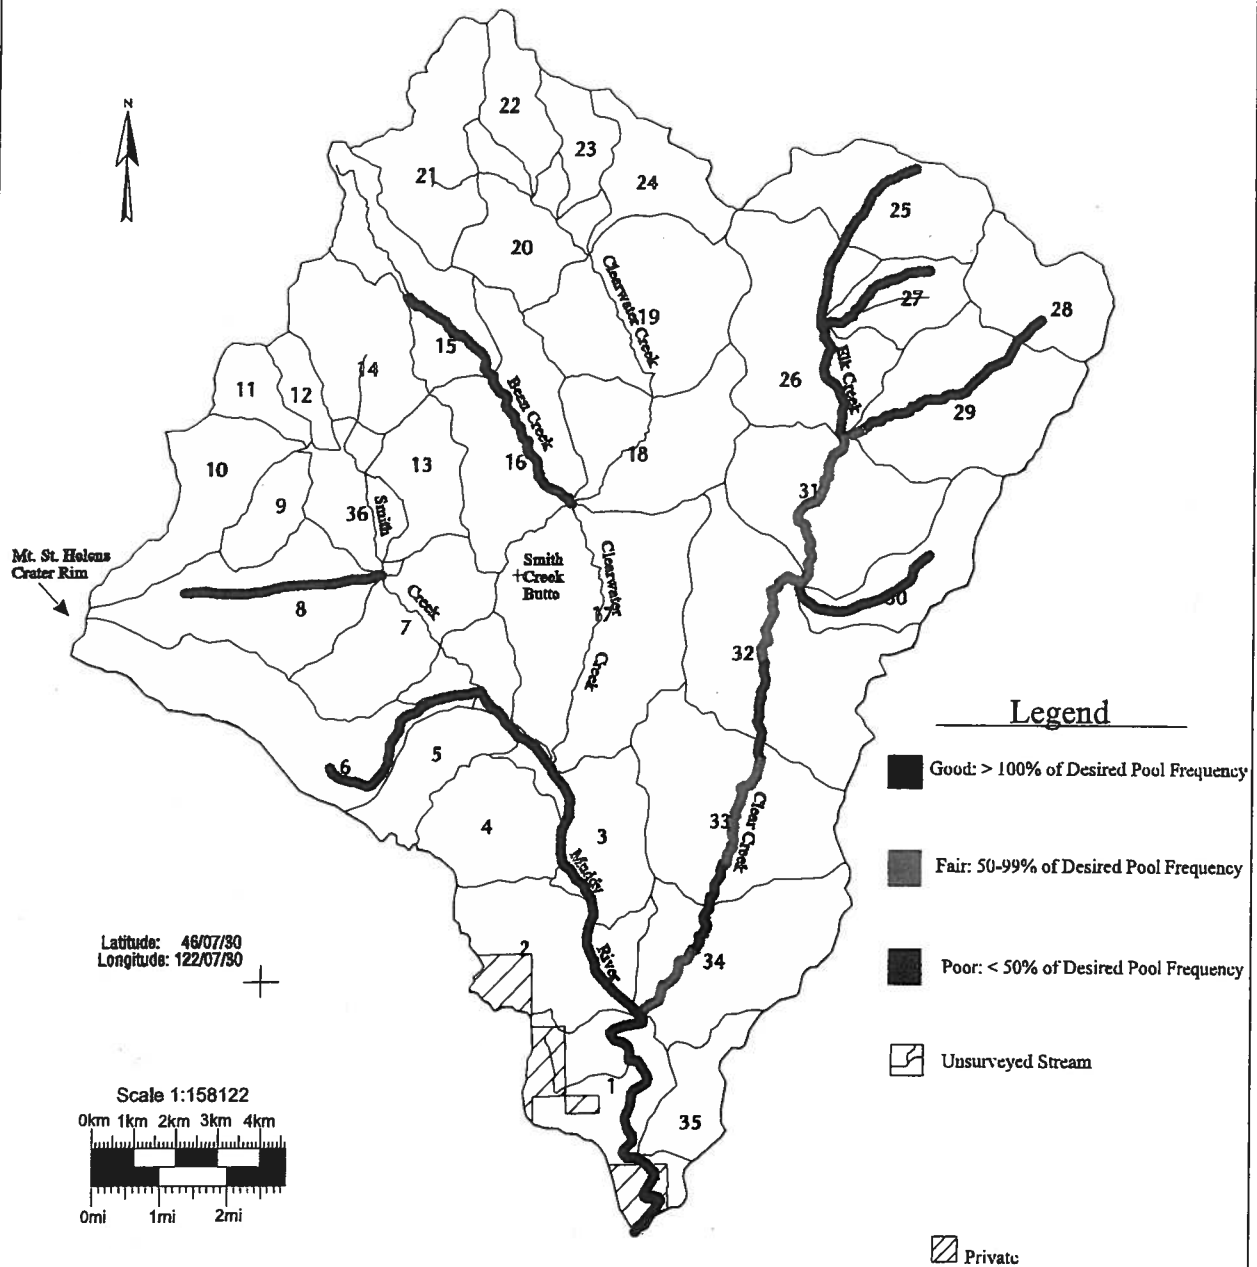 N
22
23
21
24
25
20
27
28
Clearwater Creek
19
15
14
26
Elk Creek
11
12
29
Been Creek
10
13
16
18
9
36
Smith
31
Mt. St. Helens
Crater Rim
Smith
Creek
Butte
Clearwater
8
Creek
30
7
17
32
Creek
Legend
6
5
Good: > 100% of Desired Pool Frequency
4
3
33
Clear Creek
Muddy
Fair: 50-99% of Desired Pool Frequency
Latitude: 46/07/30
Longitude: 122/07/30
2
River
34
Poor: < 50% of Desired Pool Frequency
Unsurveyed Stream
1
Scale 1:158122
0km 1km 2km 3km 4km
35
0mi 1mi 2mi
Private